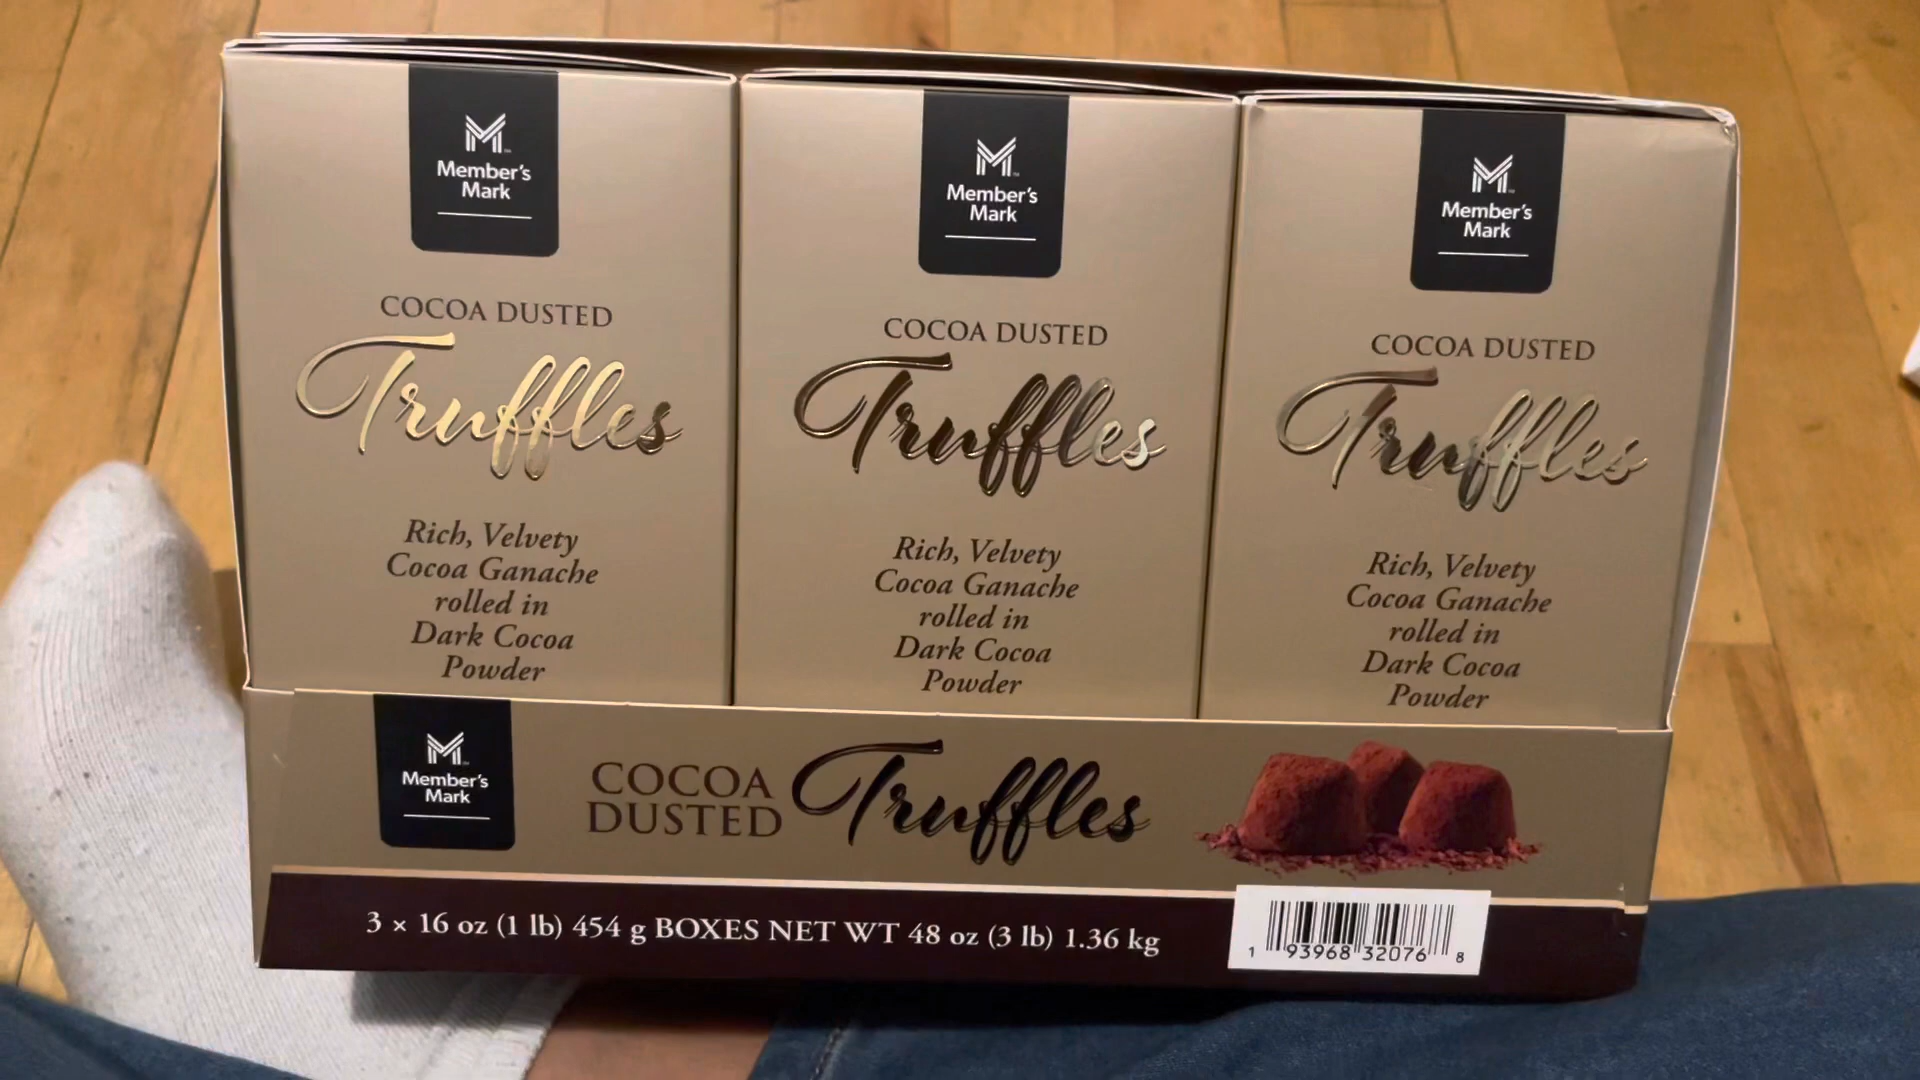 Member's
Mark
COCOA DUSTED
Truffles
Rich, Velvety
Cocoa Ganache
rolled in
Dark Cocoa
Powder
Member's
Mark
COCOA DUSTED
Truffles
Rich, Velvety
Cocoa Ganache
rolled in
Dark Cocoa
Powder
Member's
Mark
COCOA DUSTED
Truffles
Rich, Velvety
Cocoa Ganache
rolled in
Dark Cocoa
Powder
Member's
Mark
COCOA
DUSTED
Truffles
3 × 16 oz (1 lb) 454 g BOXES NET WT 48 oz (3 lb) 1.36 kg
1 93968 32076 8